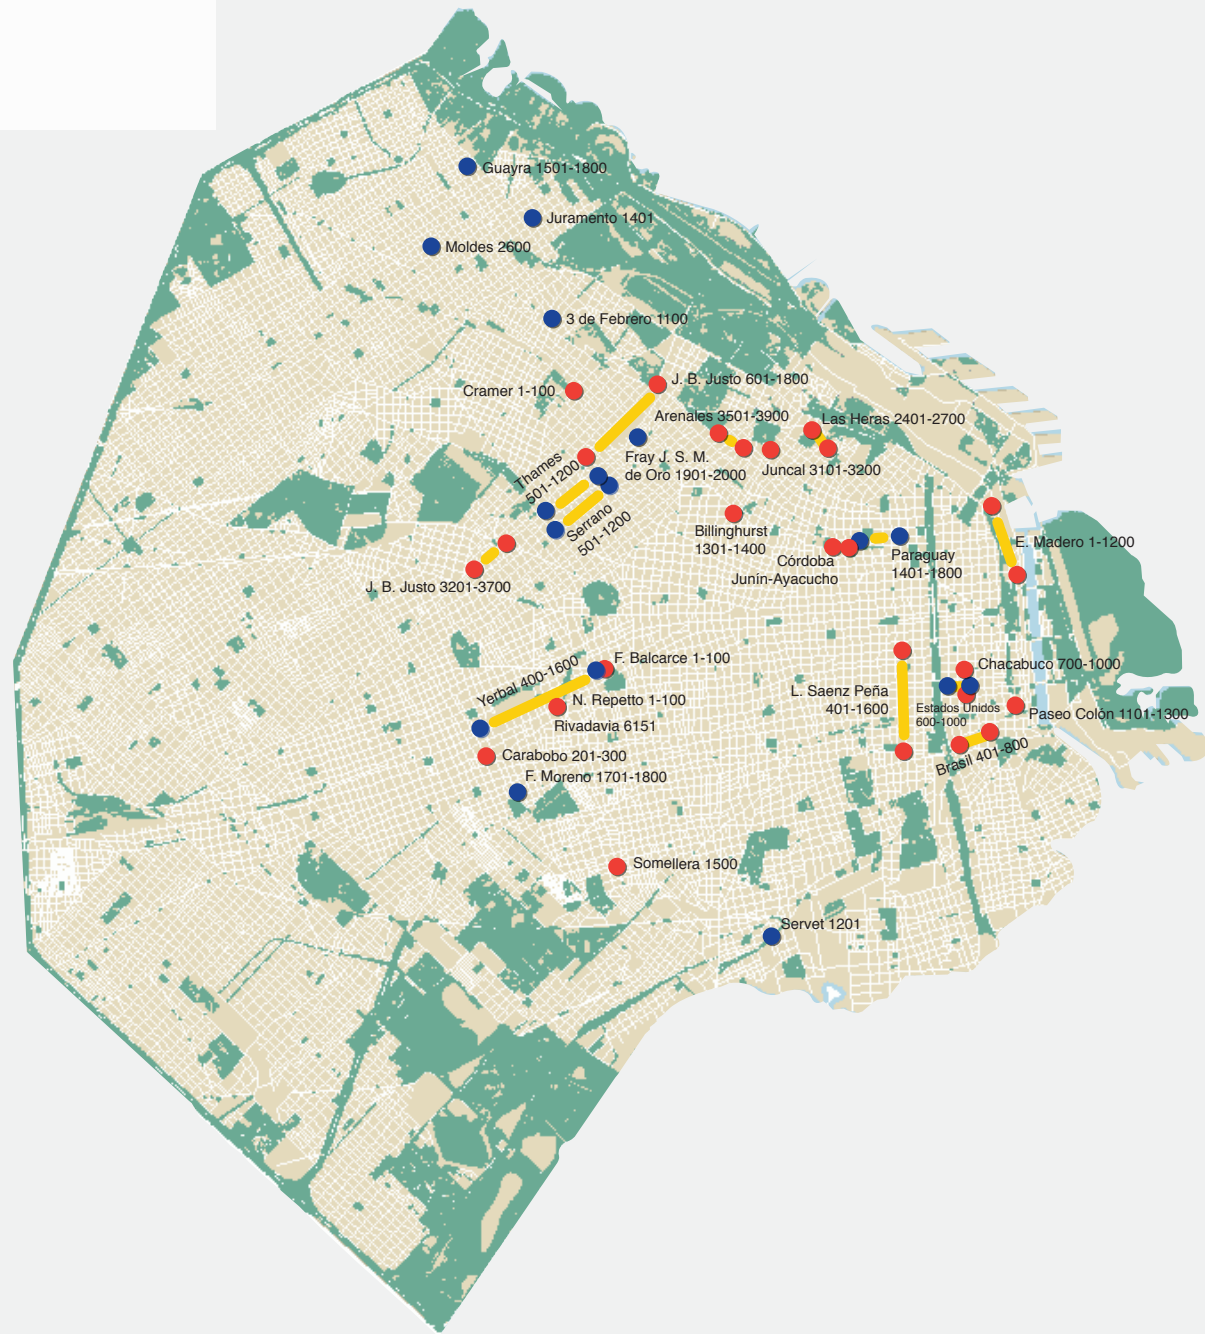 Guayra 1501-1800
Juramento 1401
Moldes 2600
3 de Febrero 1100
J. B. Justo 601-1800
Cramer 1-100
Arenales 3501-3900
Las Heras 2401-2700
Fray J. S. M.
de Oro 1901-2000
Juncal 3101-3200
Thames
501-1200
Serrano
501-1200
Billinghurst
1301-1400
Córdoba
Junín-Ayacucho
Paraguay
1401-1800
E. Madero 1-1200
J. B. Justo 3201-3700
F. Balcarce 1-100
Yerbal 400-1600
Chacabuco 700-1000
L. Saenz Peña
401-1600
N. Repetto 1-100
Estados Unidos
600-1000
Paseo Colón 1101-1300
Rivadavia 6151
Brasil 401-800
Carabobo 201-300
F. Moreno 1701-1800
Somellera 1500
Servet 1201